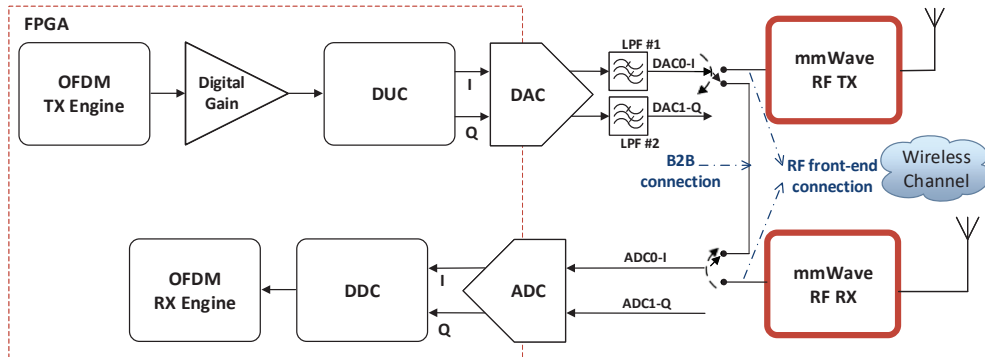 FPGA
OFDM
TX Engine
Digital
Gain
DUC
I
Q
DAC
LPF #1
DAC0-I
DAC1-Q
LPF #2
mmWave
RF TX
B2B
connection
RF front-end
connection
Wireless
Channel
OFDM
RX Engine
DDC
I
Q
ADC
ADC0-I
ADC1-Q
mmWave
RF RX